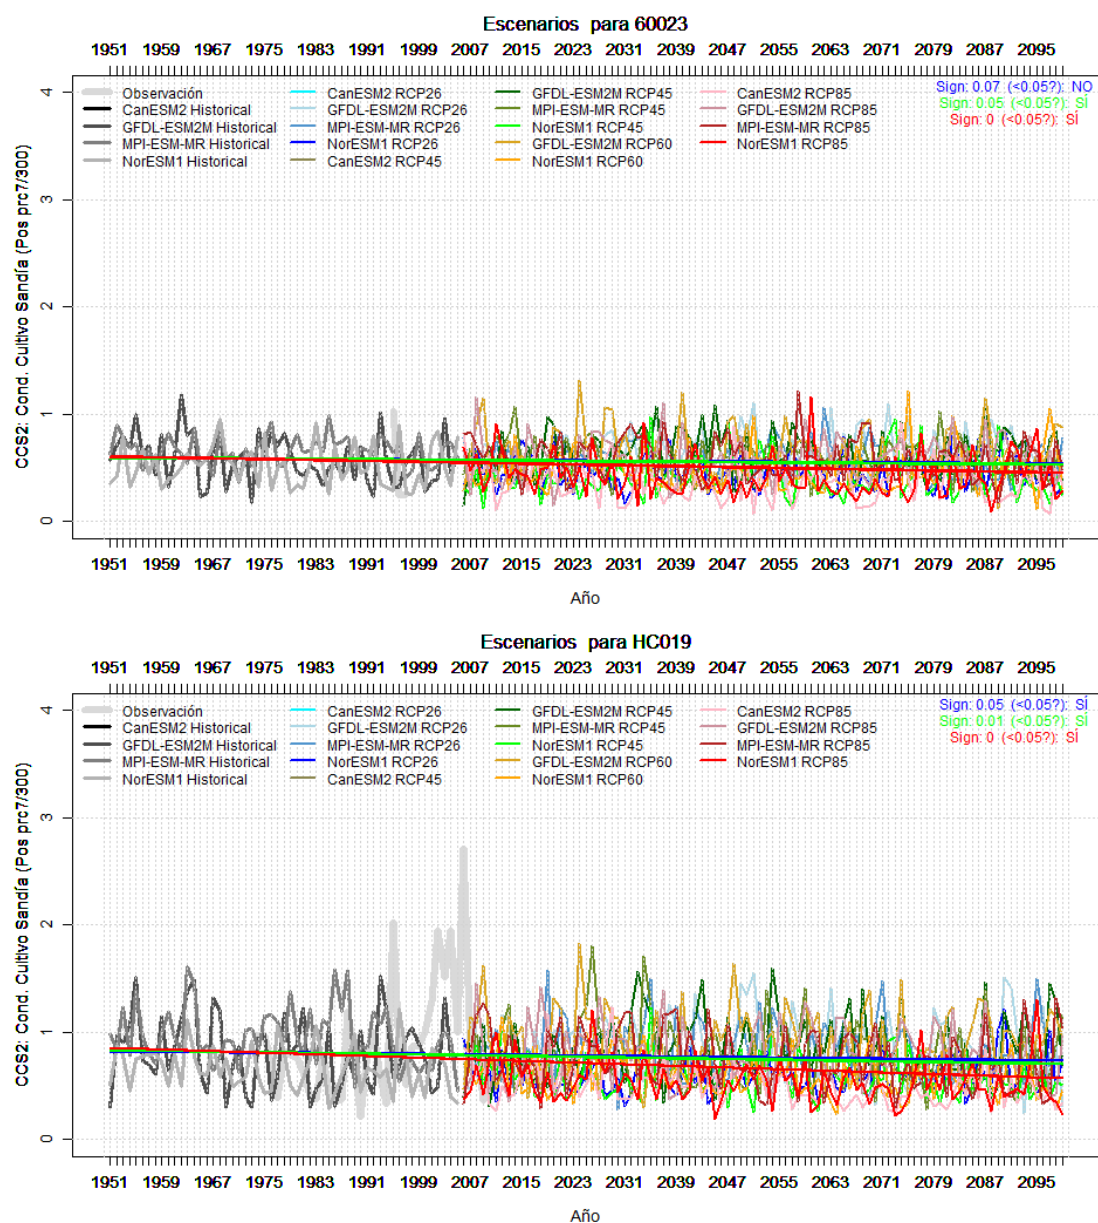 Escenarios para 60023
1951 1959 1967 1975 1983 1991 1999 2007 2015 2023 2031 2039 2047 2055 2063 2071 2079 2087 2095
CCS2: Cond. Cultivo Sandía (Pos prc7/300)
4
3
2
1
0
Observación
CanESM2 Historical
GFDL-ESM2M Historical
MPI-ESM-MR Historical
NorESM1 Historical
CanESM2 RCP26
GFDL-ESM2M RCP26
MPI-ESM-MR RCP26
NorESM1 RCP26
CanESM2 RCP45
GFDL-ESM2M RCP45
MPI-ESM-MR RCP45
NorESM1 RCP45
GFDL-ESM2M RCP60
NorESM1 RCP60
CanESM2 RCP85
GFDL-ESM2M RCP85
MPI-ESM-MR RCP85
NorESM1 RCP85
Sign: 0.07 (<0.05?): NO
Sign: 0.05 (<0.05?): SÍ
Sign: 0 (<0.05?): SÍ
1951 1959 1967 1975 1983 1991 1999 2007 2015 2023 2031 2039 2047 2055 2063 2071 2079 2087 2095
Año
Escenarios para HC019
1951 1959 1967 1975 1983 1991 1999 2007 2015 2023 2031 2039 2047 2055 2063 2071 2079 2087 2095
CCS2: Cond. Cultivo Sandía (Pos prc7/300)
4
3
2
1
0
Observación
CanESM2 Historical
GFDL-ESM2M Historical
MPI-ESM-MR Historical
NorESM1 Historical
CanESM2 RCP26
GFDL-ESM2M RCP26
MPI-ESM-MR RCP26
NorESM1 RCP26
CanESM2 RCP45
GFDL-ESM2M RCP45
MPI-ESM-MR RCP45
NorESM1 RCP45
GFDL-ESM2M RCP60
NorESM1 RCP60
CanESM2 RCP85
GFDL-ESM2M RCP85
MPI-ESM-MR RCP85
NorESM1 RCP85
Sign: 0.05 (<0.05?): SÍ
Sign: 0.01 (<0.05?): SÍ
Sign: 0 (<0.05?): SÍ
1951 1959 1967 1975 1983 1991 1999 2007 2015 2023 2031 2039 2047 2055 2063 2071 2079 2087 2095
Año